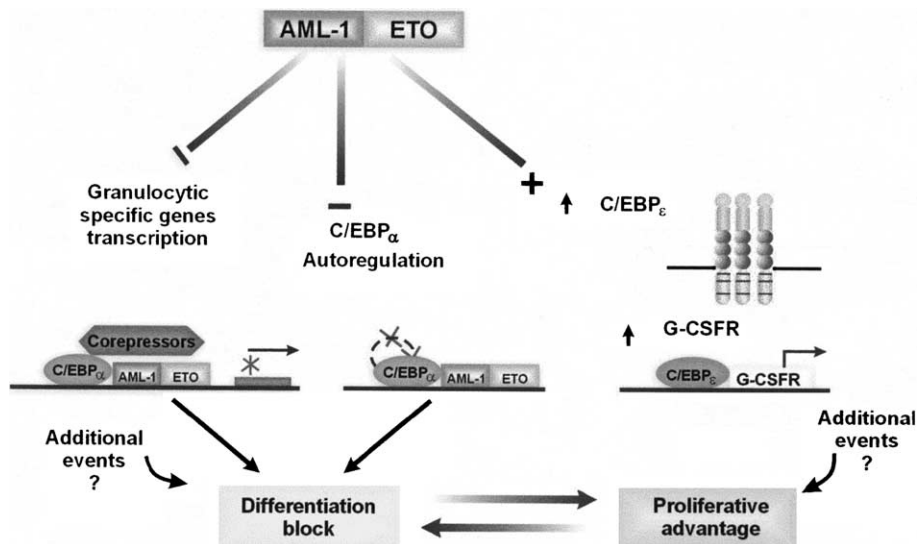 AML-1 ETO
Granulocytic
specific genes
transcription
C/EBPα
Autoregulation
+
C/EBPε
G-CSFR
Corepressors
C/EBPα AML-1 ETO
C/EBPα AML-1 ETO
C/EBPε G-CSFR
Additional
events
?
Additional
events
?
Differentiation
block
Proliferative
advantage